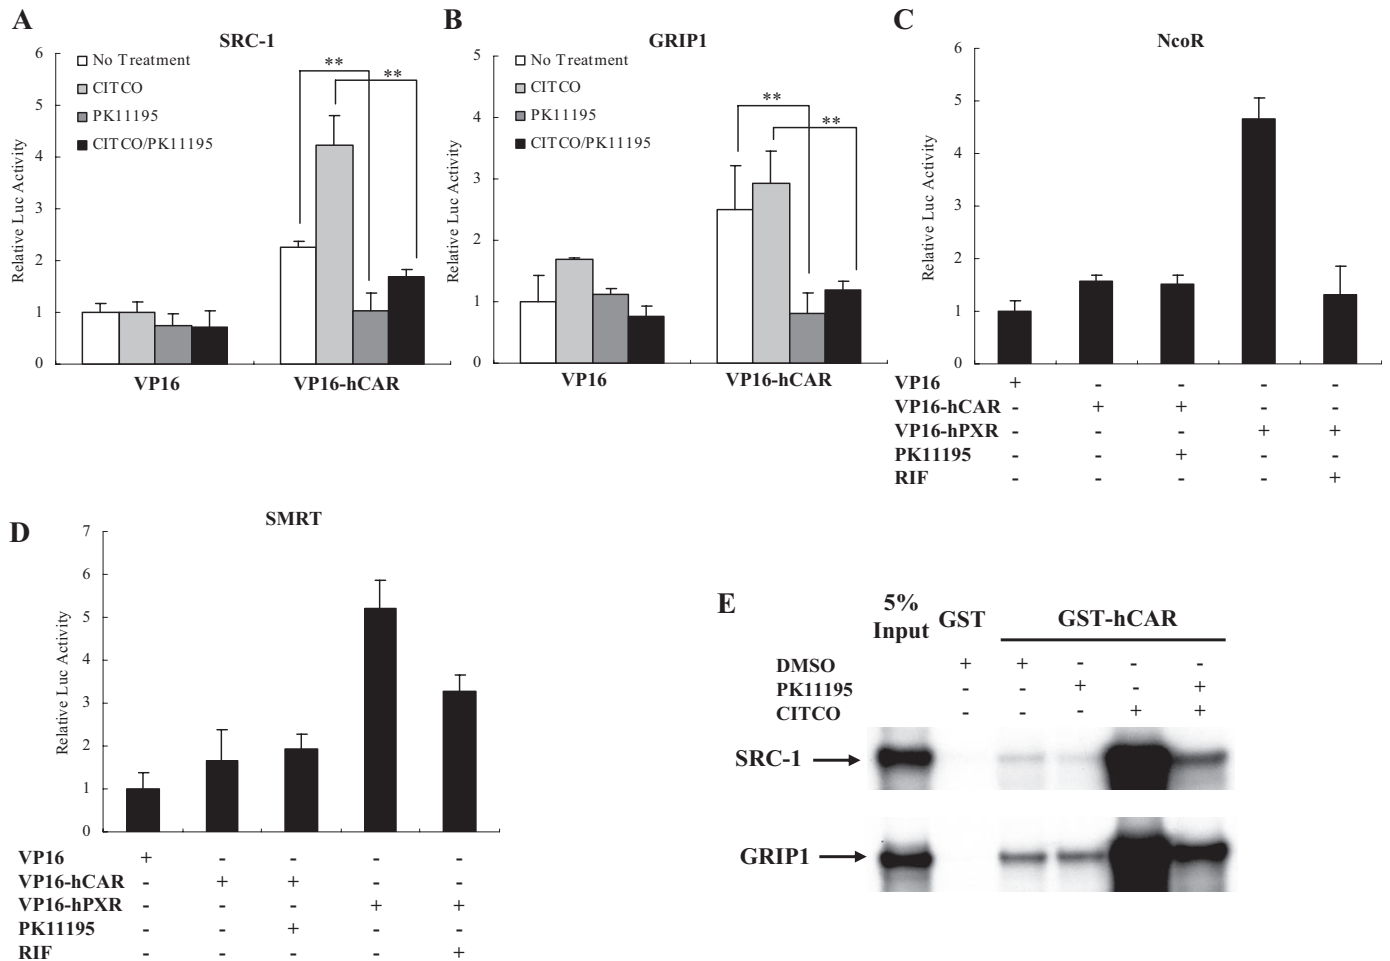 A
SRC-1
Relative Luc Activity
6
5
4
3
2
1
0
No Treatment
CITCO
PK11195
CITCO/PK11195
**
**
VP16
VP16-hCAR
B
GRIP1
Relative Luc Activity
5
4
3
2
1
0
No Treatment
CITCO
PK11195
CITCO/PK11195
**
**
VP16
VP16-hCAR
C
NcoR
Relative Luc Activity
6
5
4
3
2
1
0
VP16 + - - - -
VP16-hCAR - + + - -
VP16-hPXR - - - + +
PK11195 - - + - -
RIF - - - - +
D
SMRT
Relative Luc Activity
7
6
5
4
3
2
1
0
VP16 + - - - -
VP16-hCAR - + + - -
VP16-hPXR - - - + +
PK11195 - - + - -
RIF - - - - +
E
5% Input
GST
GST-hCAR
DMSO + + - - -
PK11195 - - + - +
CITCO - - - + +
SRC-1
GRIP1